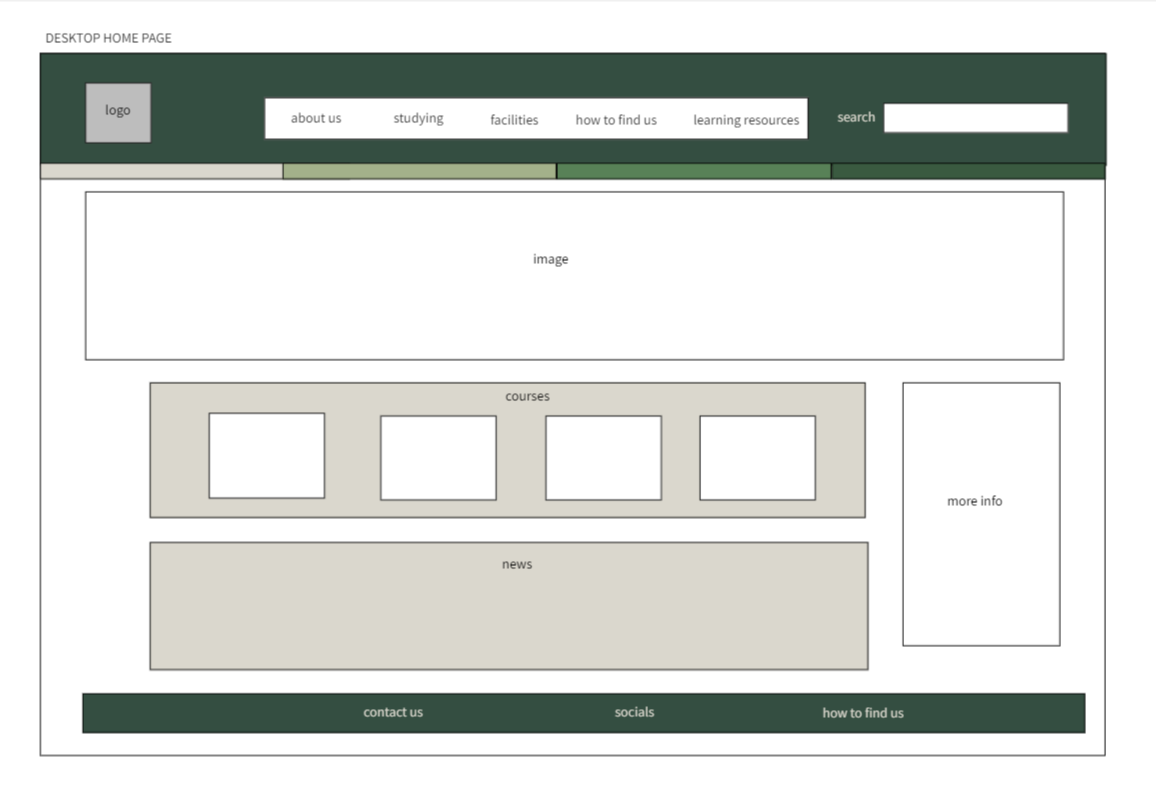 DESKTOP HOME PAGE
logo
about us studying facilities how to find us learning resources search
image
courses
more info
news
contact us socials how to find us